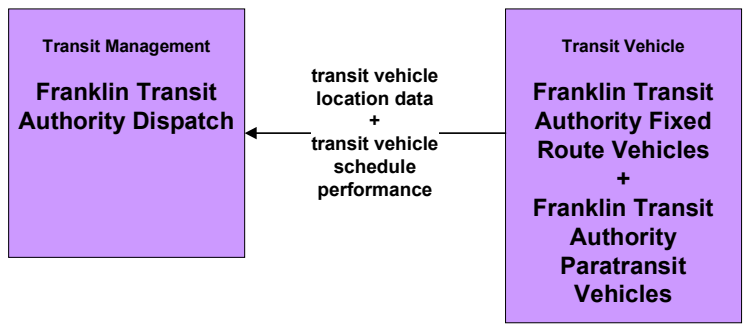 Transit Management
Franklin Transit
Authority Dispatch
transit vehicle
location data
+
transit vehicle
schedule
performance
Transit Vehicle
Franklin Transit
Authority Fixed
Route Vehicles
+
Franklin Transit
Authority
Paratransit
Vehicles